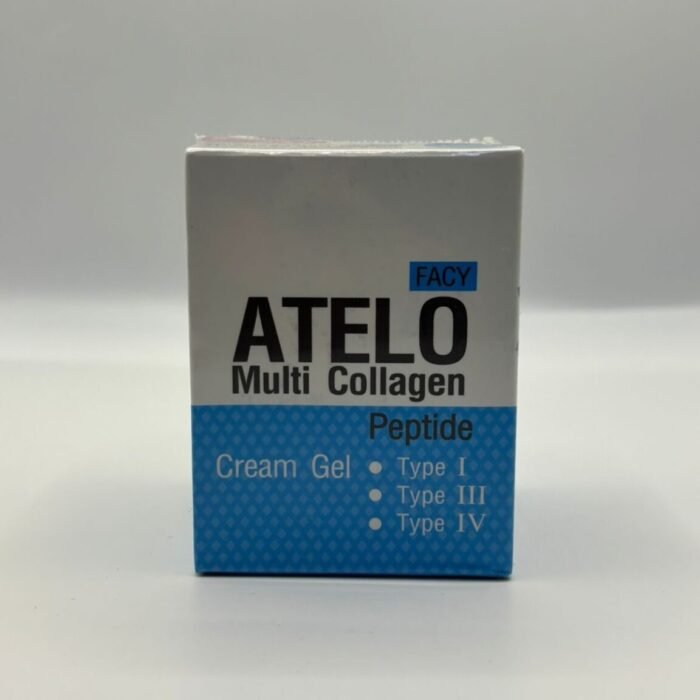 FACY
ATELO
Multi Collagen
Peptide
Cream Gel • Type I
• Type III
• Type IV